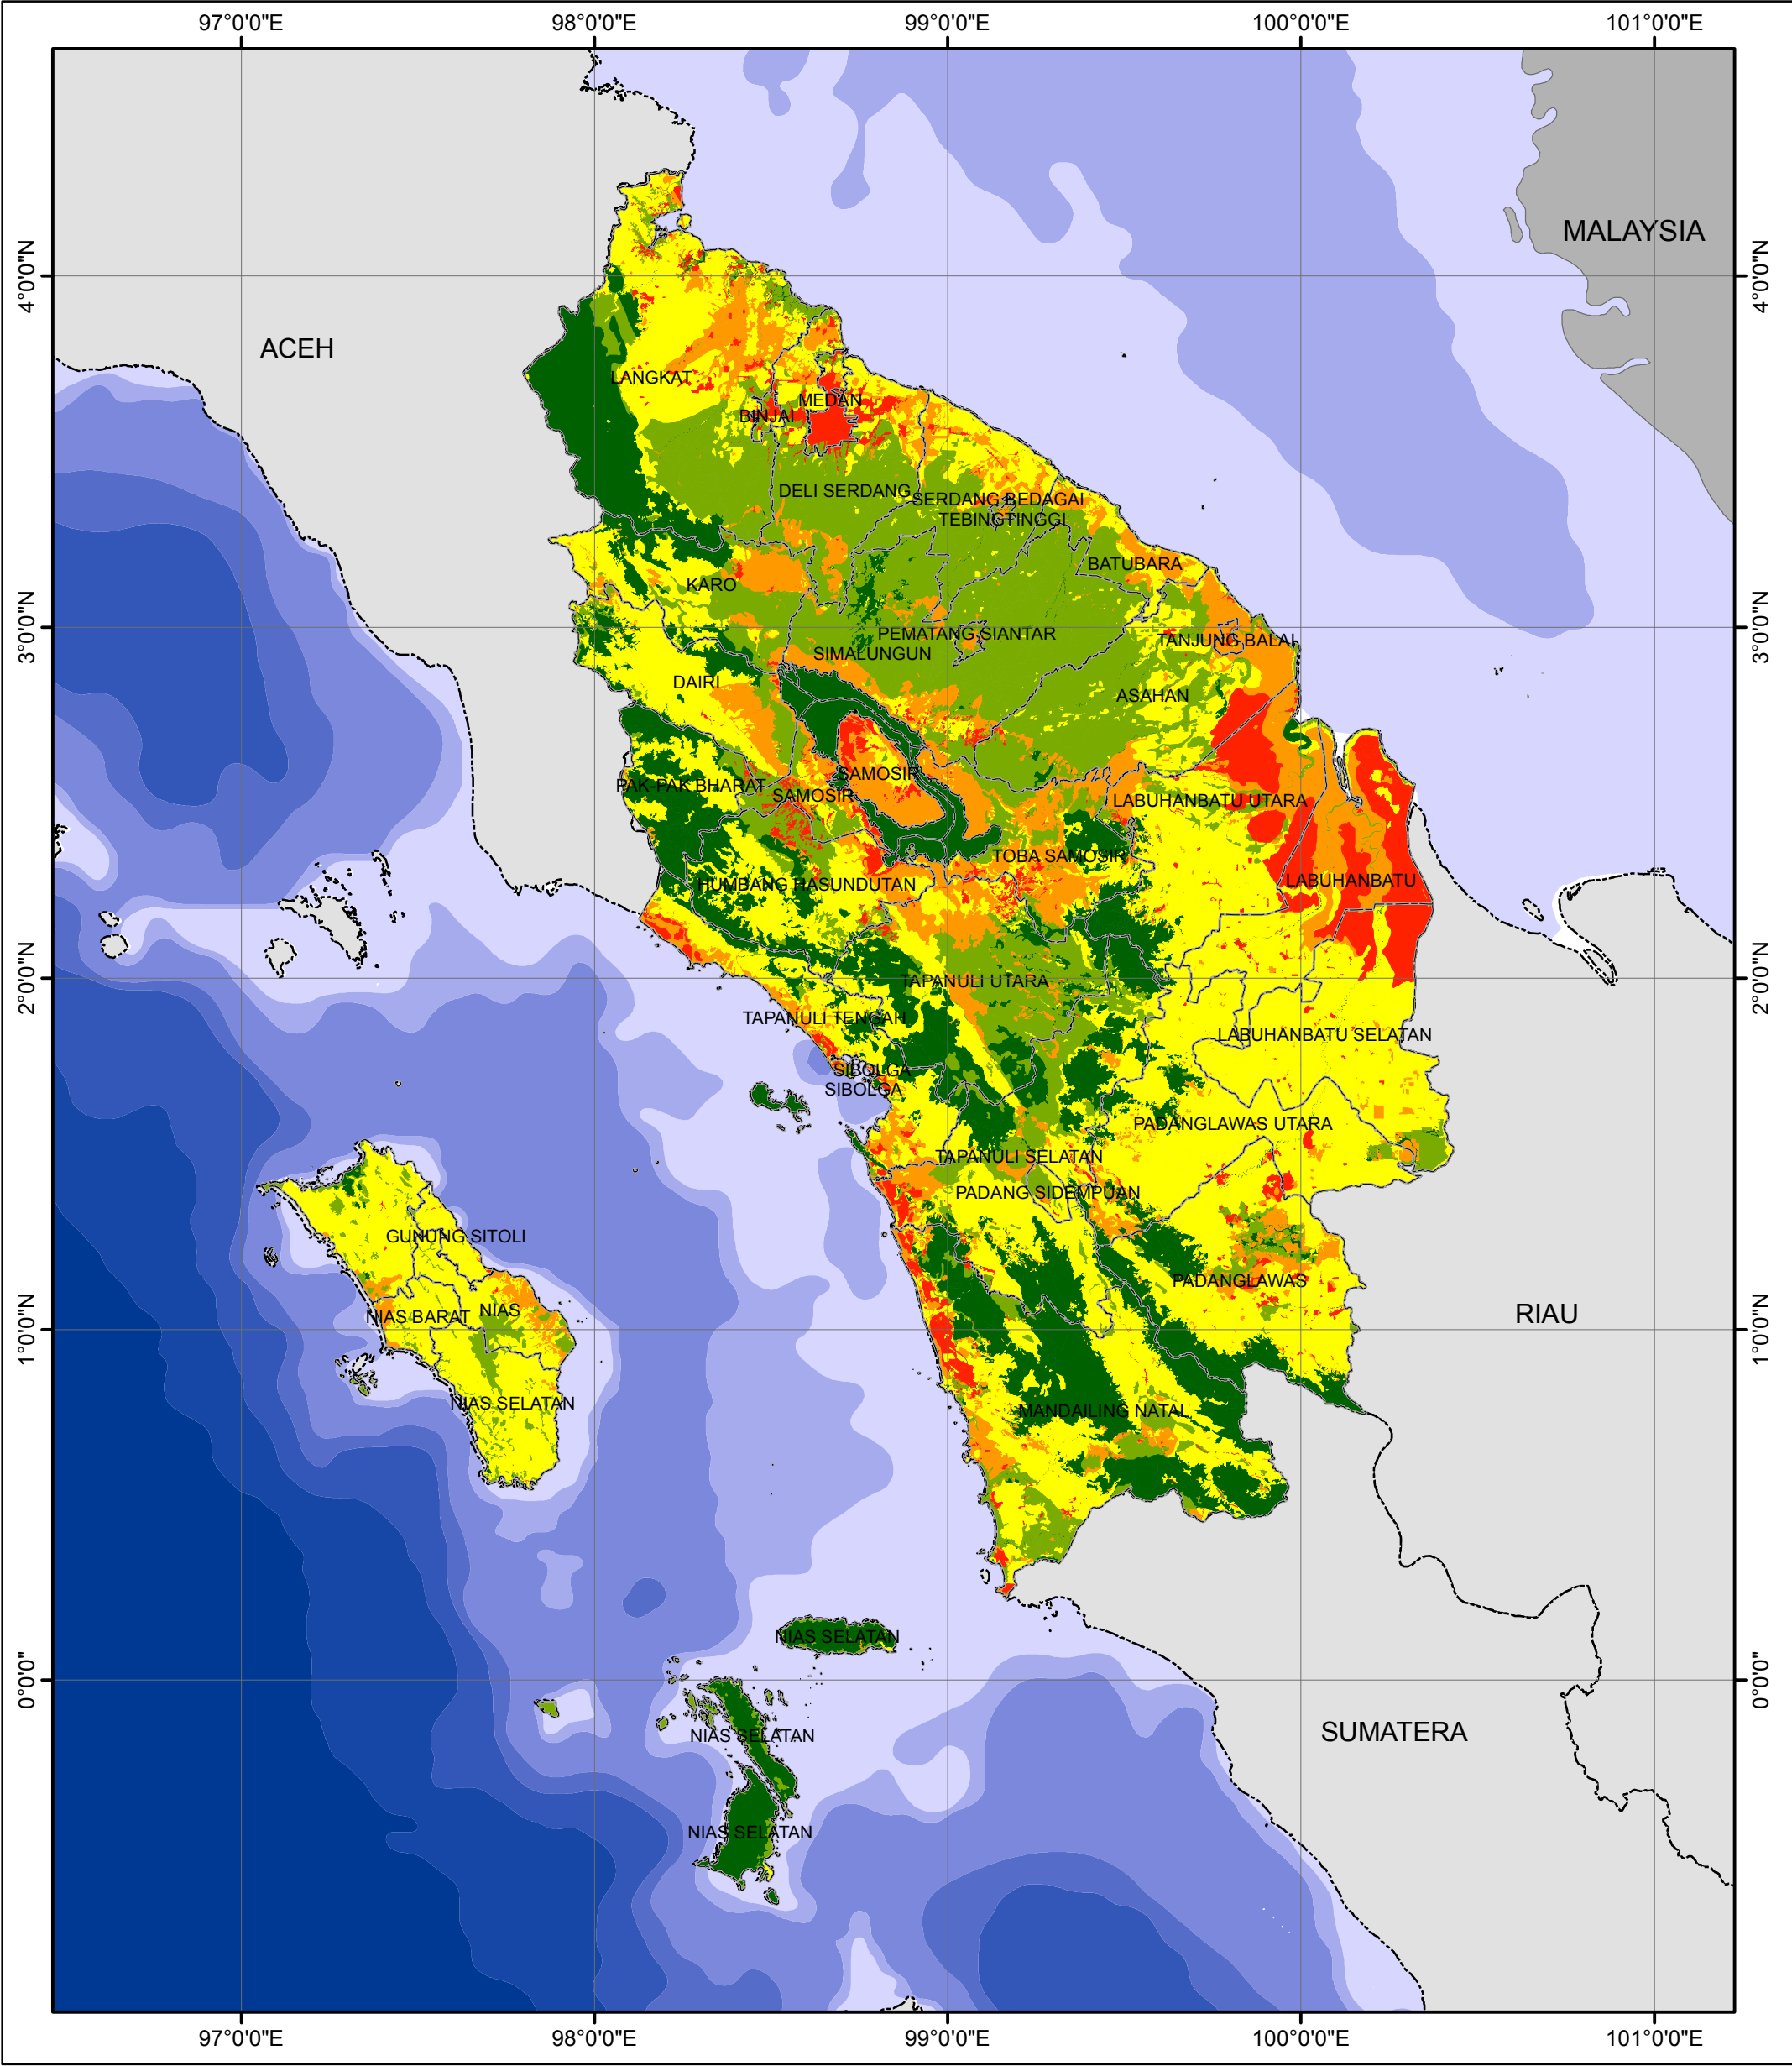 97°0'0"E 98°0'0"E 99°0'0"E 100°0'0"E 101°0'0"E
MALAYSIA
4°0'0"N 4°0'0"N
ACEH
LANGKAT
MEDAN
BINJAI
DELI SERDANG
SERDANG BEDAGAI
TEBINGTINGGI
BATUBARA
KARO
3°0'0"N 3°0'0"N
PEMATANG SIANTAR
TANJUNG BALAI
SIMALUNGUN
DAIRI
ASAHAN
SAMOSIR
PAK-PAK BHARAT
SAMOSIR
LABUHANBATU UTARA
TOBA SAMOSIR
LABUHANBATU
HUMBANG HASUNDUTAN
2°0'0"N 2°0'0"N
TAPANULI UTARA
TAPANULI TENGAH
LABUHANBATU SELATAN
SIBOLGA
SIBOLGA
PADANGLAWAS UTARA
TAPANULI SELATAN
PADANG SIDEMPUAN
GUNUNG SITOLI
PADANGLAWAS
NIAS
NIAS BARAT
RIAU
1°0'0"N 1°0'0"N
NIAS SELATAN
MANDAILING NATAL
NIAS SELATAN
0°0'0" 0°0'0"
SUMATERA
NIAS SELATAN
NIAS SELATAN
97°0'0"E 98°0'0"E 99°0'0"E 100°0'0"E 101°0'0"E